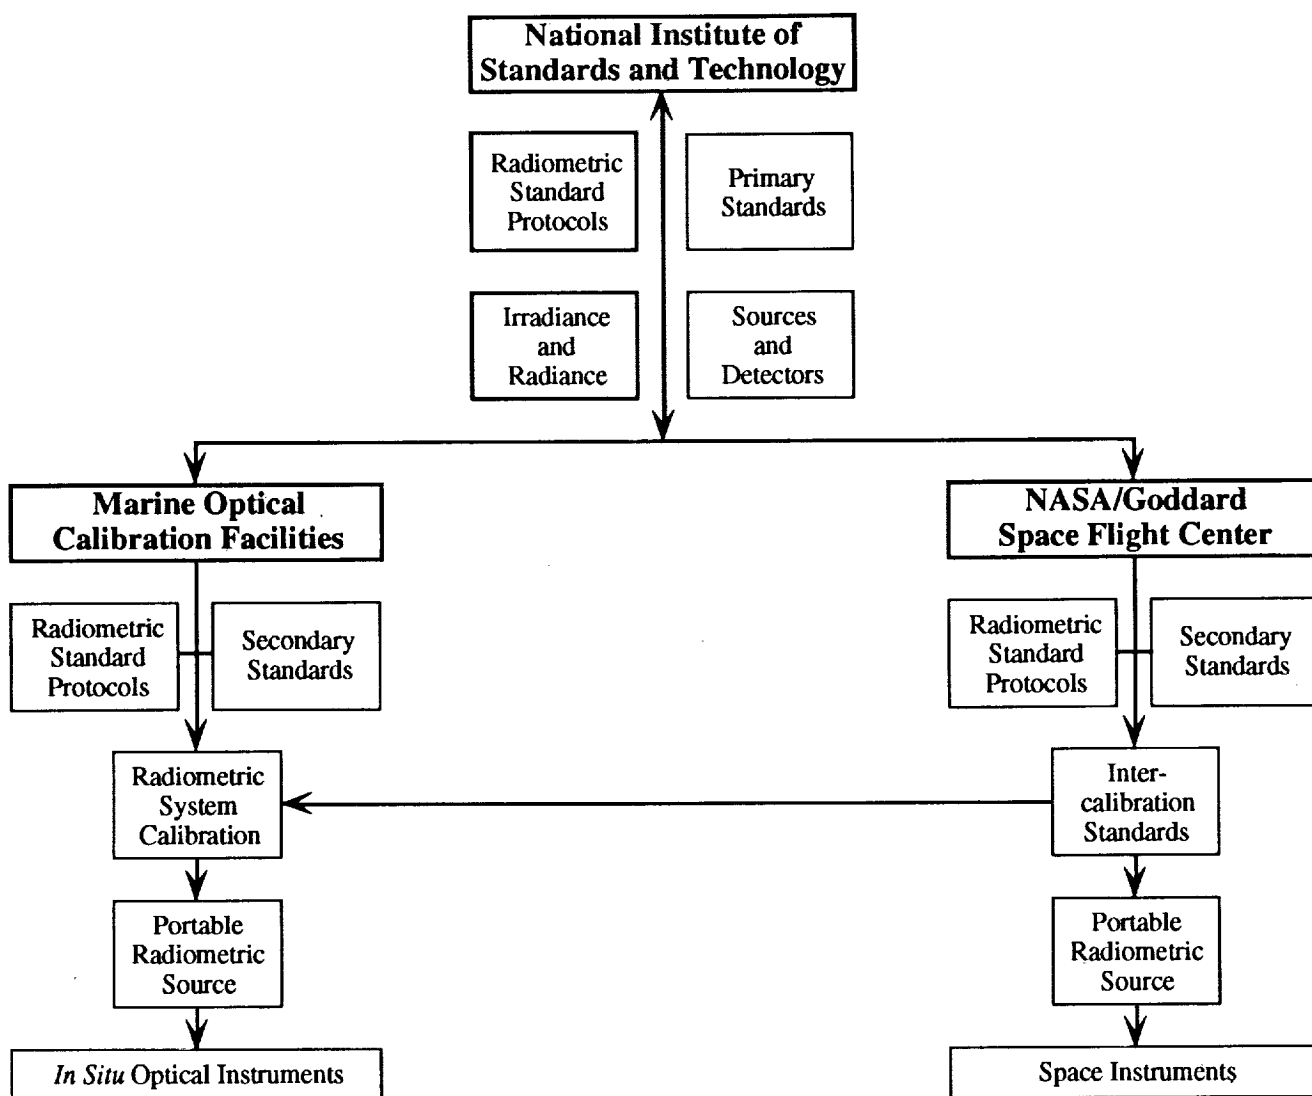 National Institute of
Standards and Technology
Radiometric
Standard
Protocols
Primary
Standards
Irradiance
and
Radiance
Sources
and
Detectors
Marine Optical
Calibration Facilities
NASA/Goddard
Space Flight Center
Radiometric
Standard
Protocols
Secondary
Standards
Radiometric
Standard
Protocols
Secondary
Standards
Radiometric
System
Calibration
Inter-
calibration
Standards
Portable
Radiometric
Source
Portable
Radiometric
Source
In Situ Optical Instruments
Space Instruments